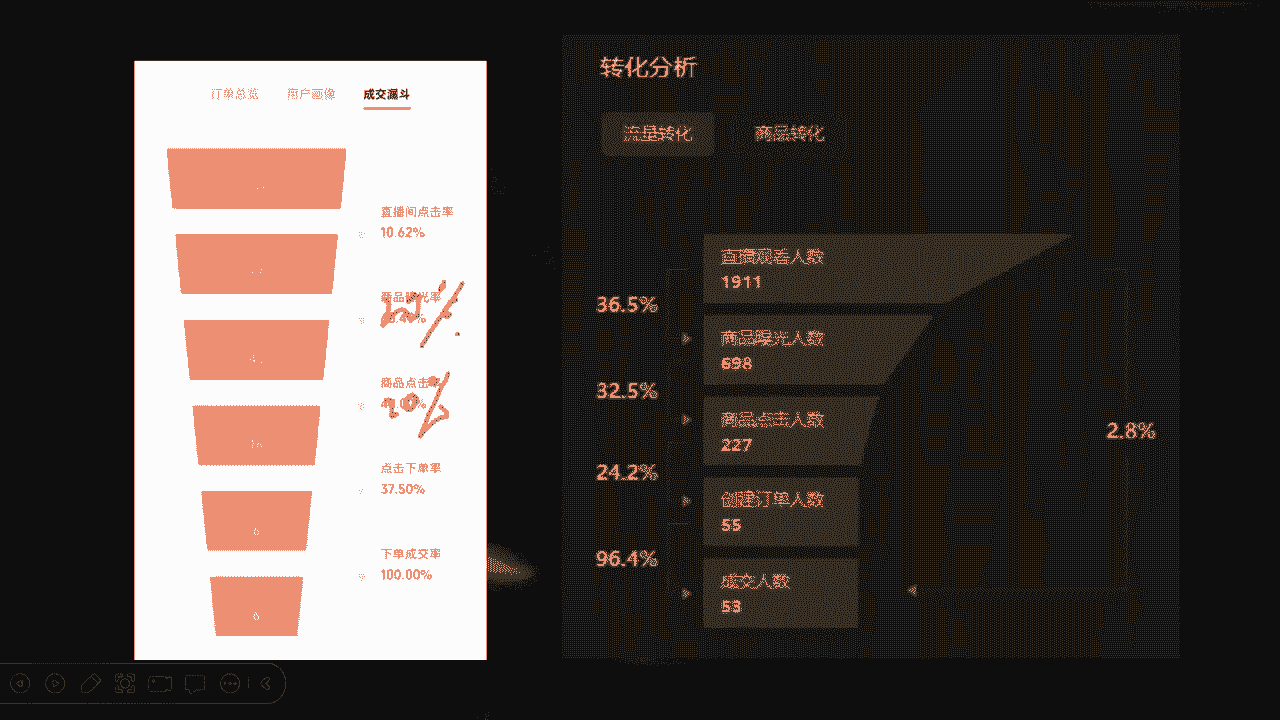 订单总览 用户画像 成交漏斗
直播间点击率
10.62%
商品曝光率
商品点击率
点击下单率
37.50%
6
下单成交率
100.00%
6
转化分析
流量转化 商品转化
直播观看人数
1911
36.5%
商品曝光人数
698
32.5%
商品点击人数
227
2.8%
24.2%
创建订单人数
55
96.4%
成交人数
53